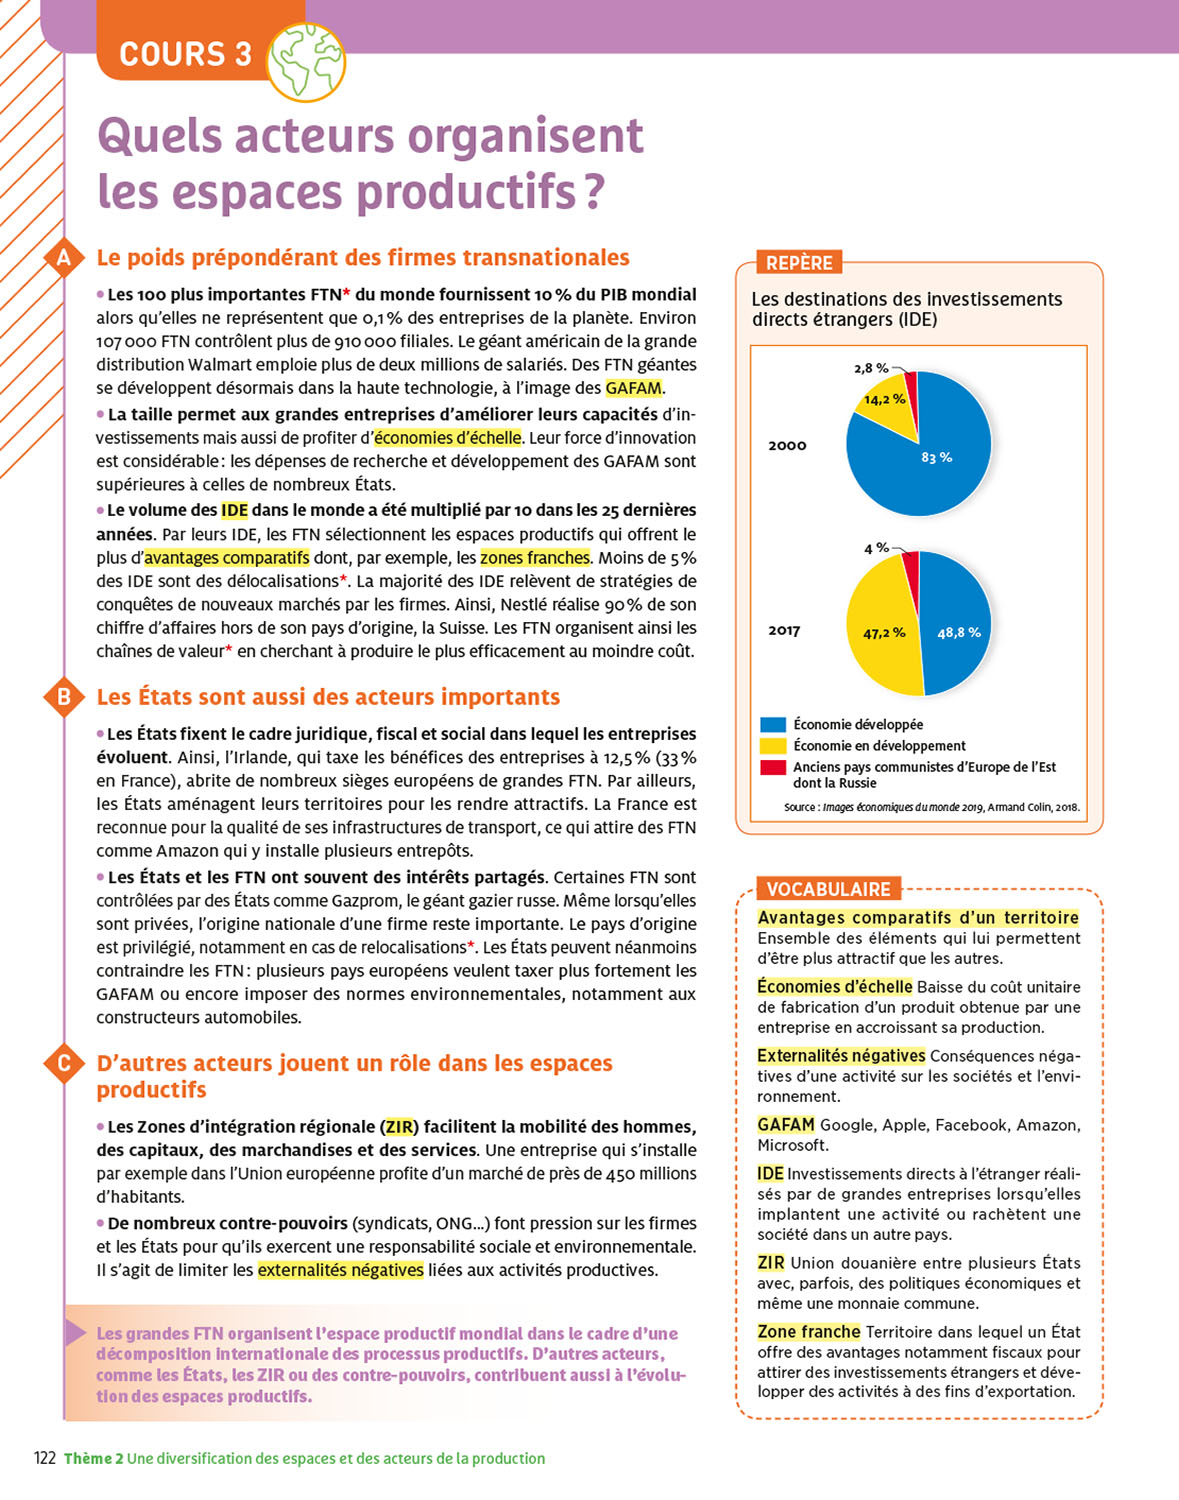 COURS 3
Quels acteurs organisent
les espaces productifs ?
A
Le poids prépondérant des firmes transnationales
• Les 100 plus importantes FTN* du monde fournissent 10 % du PIB mondial
alors qu’elles ne représentent que 0,1 % des entreprises de la planète. Environ
107 000 FTN contrôlent plus de 910 000 filiales. Le géant américain de la grande
distribution Walmart emploie plus de deux millions de salariés. Des FTN géantes
se développent désormais dans la haute technologie, à l’image des GAFAM.
• La taille permet aux grandes entreprises d’améliorer leurs capacités d’in-
vestissements mais aussi de profiter d’économies d’échelle. Leur force d’innovation
est considérable : les dépenses de recherche et développement des GAFAM sont
supérieures à celles de nombreux États.
• Le volume des IDE dans le monde a été multiplié par 10 dans les 25 dernières
années. Par leurs IDE, les FTN sélectionnent les espaces productifs qui offrent le
plus d’avantages comparatifs dont, par exemple, les zones franches. Moins de 5 %
des IDE sont des délocalisations*. La majorité des IDE relèvent de stratégies de
conquêtes de nouveaux marchés par les firmes. Ainsi, Nestlé réalise 90 % de son
chiffre d’affaires hors de son pays d’origine, la Suisse. Les FTN organisent ainsi les
chaînes de valeur* en cherchant à produire le plus efficacement au moindre coût.
B
Les États sont aussi des acteurs importants
• Les États fixent le cadre juridique, fiscal et social dans lequel les entreprises
évoluent. Ainsi, l’Irlande, qui taxe les bénéfices des entreprises à 12,5 % (33 %
en France), abrite de nombreux sièges européens de grandes FTN. Par ailleurs,
les États aménagent leurs territoires pour les rendre attractifs. La France est
reconnue pour la qualité de ses infrastructures de transport, ce qui attire des FTN
comme Amazon qui y installe plusieurs entrepôts.
• Les États et les FTN ont souvent des intérêts partagés. Certaines FTN sont
contrôlées par des États comme Gazprom, le géant gazier russe. Même lorsqu’elles
sont privées, l’origine nationale d’une firme reste importante. Le pays d’origine
est privilégié, notamment en cas de relocalisations*. Les États peuvent néanmoins
contraindre les FTN : plusieurs pays européens veulent taxer plus fortement les
GAFAM ou encore imposer des normes environnementales, notamment aux
constructeurs automobiles.
C
D’autres acteurs jouent un rôle dans les espaces
productifs
• Les Zones d’intégration régionale (ZIR) facilitent la mobilité des hommes,
des capitaux, des marchandises et des services. Une entreprise qui s’installe
par exemple dans l’Union européenne profite d’un marché de près de 450 millions
d’habitants.
• De nombreux contre-pouvoirs (syndicats, ONG…) font pression sur les firmes
et les États pour qu’ils exercent une responsabilité sociale et environnementale.
Il s’agit de limiter les externalités négatives liées aux activités productives.
Les grandes FTN organisent l’espace productif mondial dans le cadre d’une
décomposition internationale des processus productifs. D’autres acteurs,
comme les États, les ZIR ou des contre-pouvoirs, contribuent aussi à l’évolu-
tion des espaces productifs.
REPÈRE
Les destinations des investissements
directs étrangers (IDE)
2,8 %
14,2 %
2000
83 %
4 %
2017
47,2 %
48,8 %
Économie développée
Économie en développement
Anciens pays communistes d’Europe de l’Est
dont la Russie
Source : Images économiques du monde 2019, Armand Colin, 2018.
VOCABULAIRE
Avantages comparatifs d’un territoire
Ensemble des éléments qui lui permettent
d’être plus attractif que les autres.
Économies d’échelle Baisse du coût unitaire
de fabrication d’un produit obtenue par une
entreprise en accroissant sa production.
Externalités négatives Conséquences néga-
tives d’une activité sur les sociétés et l’envi-
ronnement.
GAFAM Google, Apple, Facebook, Amazon,
Microsoft.
IDE Investissements directs à l’étranger réali-
sés par de grandes entreprises lorsqu’elles
implantent une activité ou rachètent une
société dans un autre pays.
ZIR Union douanière entre plusieurs États
avec, parfois, des politiques économiques et
même une monnaie commune.
Zone franche Territoire dans lequel un État
offre des avantages notamment fiscaux pour
attirer des investissements étrangers et déve-
lopper des activités à des fins d’exportation.
122 Thème 2 Une diversification des espaces et des acteurs de la production